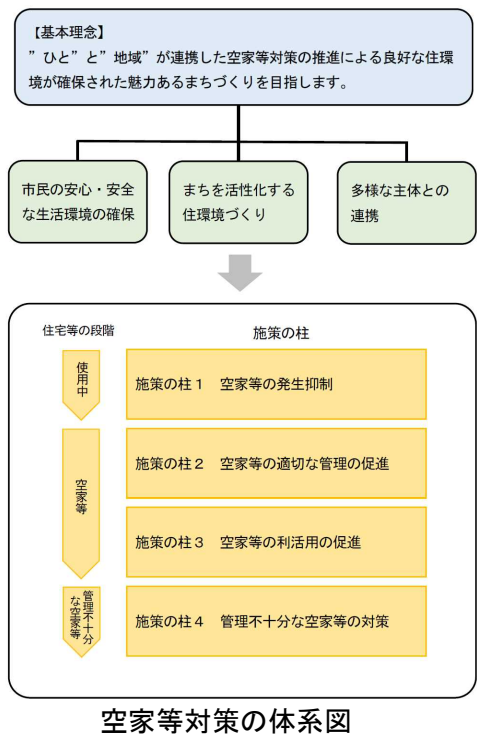 【基本理念】
”ひと”と”地域”が連携した空家等対策の推進による良好な住環
境が確保された魅力あるまちづくりを目指します。
市民の安心・安全
な生活環境の確保
まちを活性化する
住環境づくり
多様な主体との
連携
住宅等の段階
施策の柱
使用中
施策の柱１　空家等の発生抑制
空家等
施策の柱２　空家等の適切な管理の促進
施策の柱３　空家等の利活用の促進
管理不十分
な空家等
施策の柱４　管理不十分な空家等の対策
空家等対策の体系図